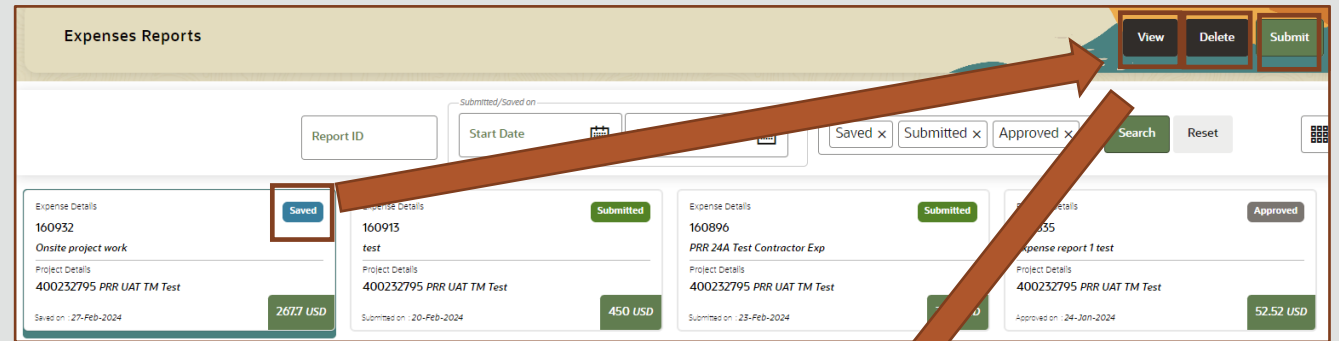 Expenses Reports
View
Delete
Submit
Submitted/Saved on
Report ID
Start Date
Saved ×
Submitted ×
Approved ×
Search
Reset
Expense Details
Saved
160932
Onsite project work
Project Details
400232795 PRR UAT TM Test
Saved on : 27-Feb-2024
267.7 USD
Expense Details
Submitted
160913
test
Project Details
400232795 PRR UAT TM Test
Submitted on : 20-Feb-2024
450 USD
Expense Details
Submitted
160896
PRR 24A Test Contractor Exp
Project Details
400232795 PRR UAT TM Test
Submitted on : 23-Feb-2024
Approved
expense report 1 test
Project Details
400232795 PRR UAT TM Test
Approved on : 24-Jan-2024
52.52 USD